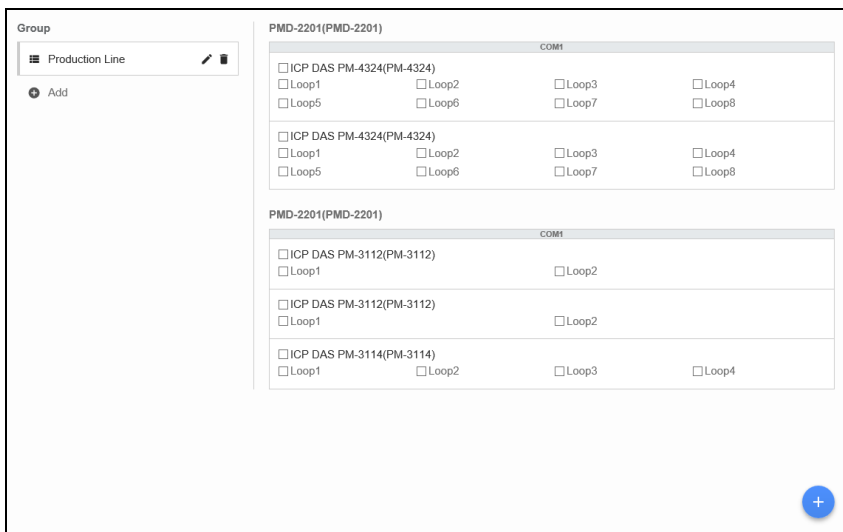 Group
Production Line
Add
PMD-2201(PMD-2201)
COM1
ICP DAS PM-4324(PM-4324)
Loop1 Loop2 Loop3 Loop4
Loop5 Loop6 Loop7 Loop8
ICP DAS PM-4324(PM-4324)
Loop1 Loop2 Loop3 Loop4
Loop5 Loop6 Loop7 Loop8
PMD-2201(PMD-2201)
COM1
ICP DAS PM-3112(PM-3112)
Loop1 Loop2
ICP DAS PM-3112(PM-3112)
Loop1 Loop2
ICP DAS PM-3114(PM-3114)
Loop1 Loop2 Loop3 Loop4